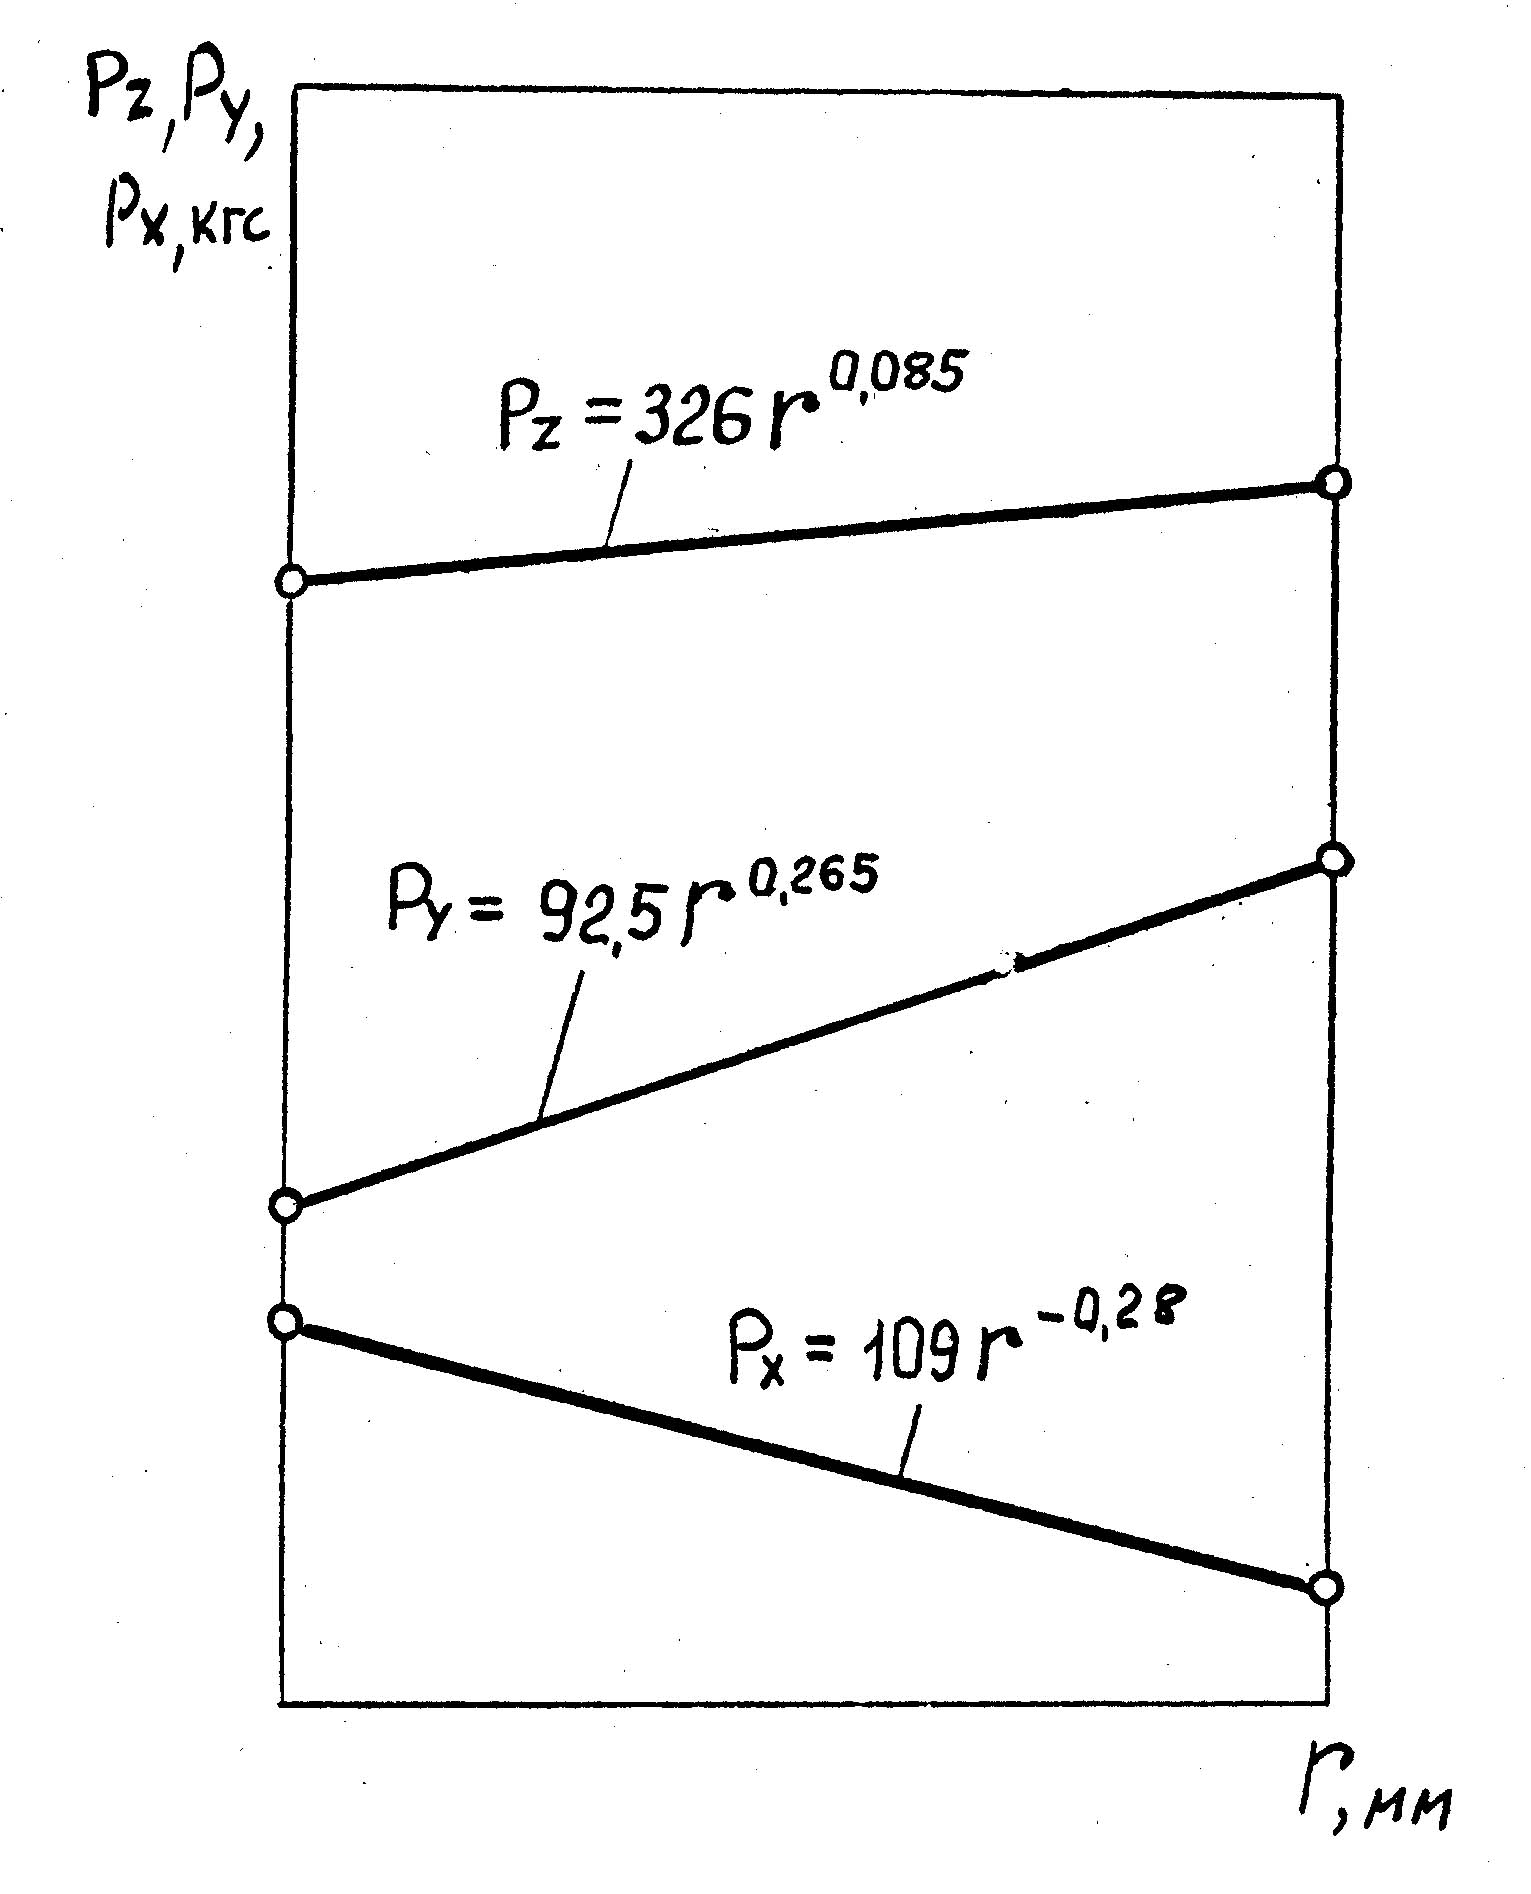 Pz, Py,
Px, кгс
Pz = 326 r^0,085
Py = 92,5 r^0,265
Px = 109 r^-0,28
r, мм